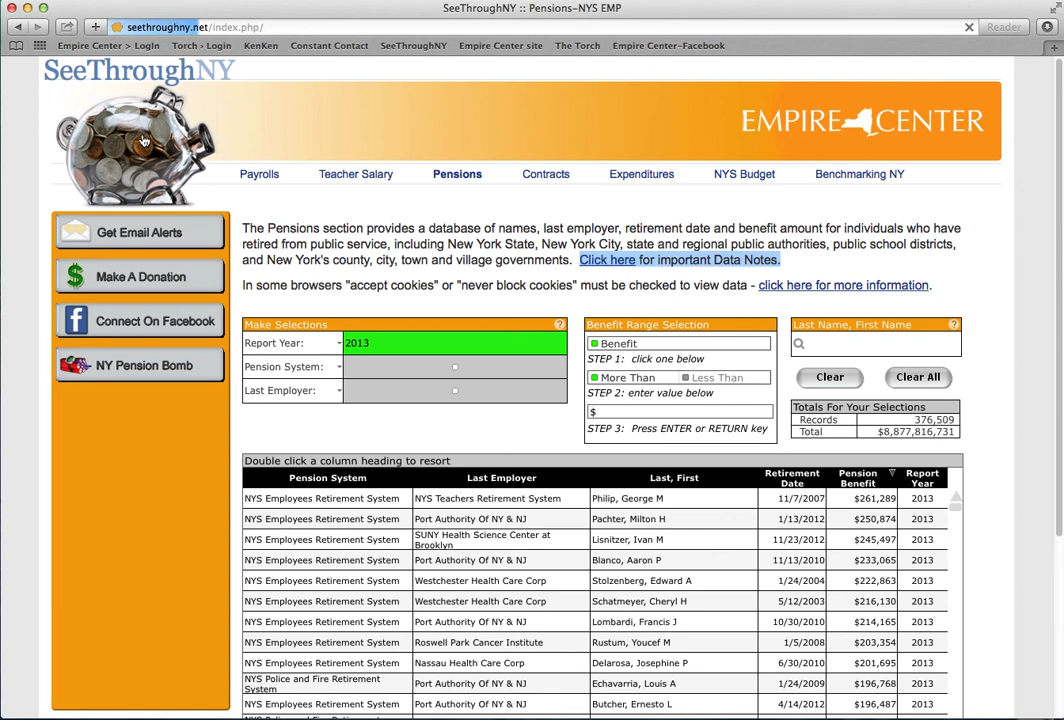 SeeThroughNY :: Pensions-NYS EMP
seethroughny.net/index.php/
Reader
Empire Center > LogIn Torch › Login KenKen Constant Contact SeeThroughNY Empire Center site The Torch Empire Center-Facebook
SeeThroughNY
EMPIRE CENTER
Payrolls Teacher Salary Pensions Contracts Expenditures NYS Budget Benchmarking NY
Get Email Alerts
Make A Donation
Connect On Facebook
NY Pension Bomb
The Pensions section provides a database of names, last employer, retirement date and benefit amount for individuals who have
retired from public service, including New York State, New York City, state and regional public authorities, public school districts,
and New York's county, city, town and village governments. Click here for important Data Notes.
In some browsers "accept cookies" or "never block cookies" must be checked to view data - click here for more information.
Make Selections ?
Report Year: 2013
Pension System:
Last Employer:
Benefit Range Selection
Benefit
STEP 1: click one below
More Than Less Than
STEP 2: enter value below
$
STEP 3: Press ENTER or RETURN key
Last Name, First Name ?
Clear Clear All
Totals For Your Selections
Records 376,509
Total $8,877,816,731
Double click a column heading to resort
Pension System Last Employer Last, First Retirement Date Pension Benefit Report Year
NYS Employees Retirement System NYS Teachers Retirement System Philip, George M 11/7/2007 $261,289 2013
NYS Employees Retirement System Port Authority Of NY & NJ Pachter, Milton H 1/13/2012 $250,874 2013
NYS Employees Retirement System SUNY Health Science Center at Brooklyn Lisnitzer, Ivan M 11/23/2012 $245,497 2013
NYS Employees Retirement System Port Authority Of NY & NJ Blanco, Aaron P 11/13/2010 $233,065 2013
NYS Employees Retirement System Westchester Health Care Corp Stolzenberg, Edward A 1/24/2004 $222,863 2013
NYS Employees Retirement System Westchester Health Care Corp Schatmeyer, Cheryl H 5/12/2003 $216,130 2013
NYS Employees Retirement System Port Authority Of NY & NJ Lombardi, Francis J 10/30/2010 $214,165 2013
NYS Employees Retirement System Roswell Park Cancer Institute Rustum, Youcef M 1/5/2008 $203,354 2013
NYS Employees Retirement System Nassau Health Care Corp Delarosa, Josephine P 6/30/2010 $201,695 2013
NYS Police and Fire Retirement System Port Authority Of NY & NJ Echavarria, Louis A 1/24/2009 $196,768 2013
NYS Employees Retirement System Port Authority Of NY & NJ Butcher, Ernesto L 4/14/2012 $196,487 2013